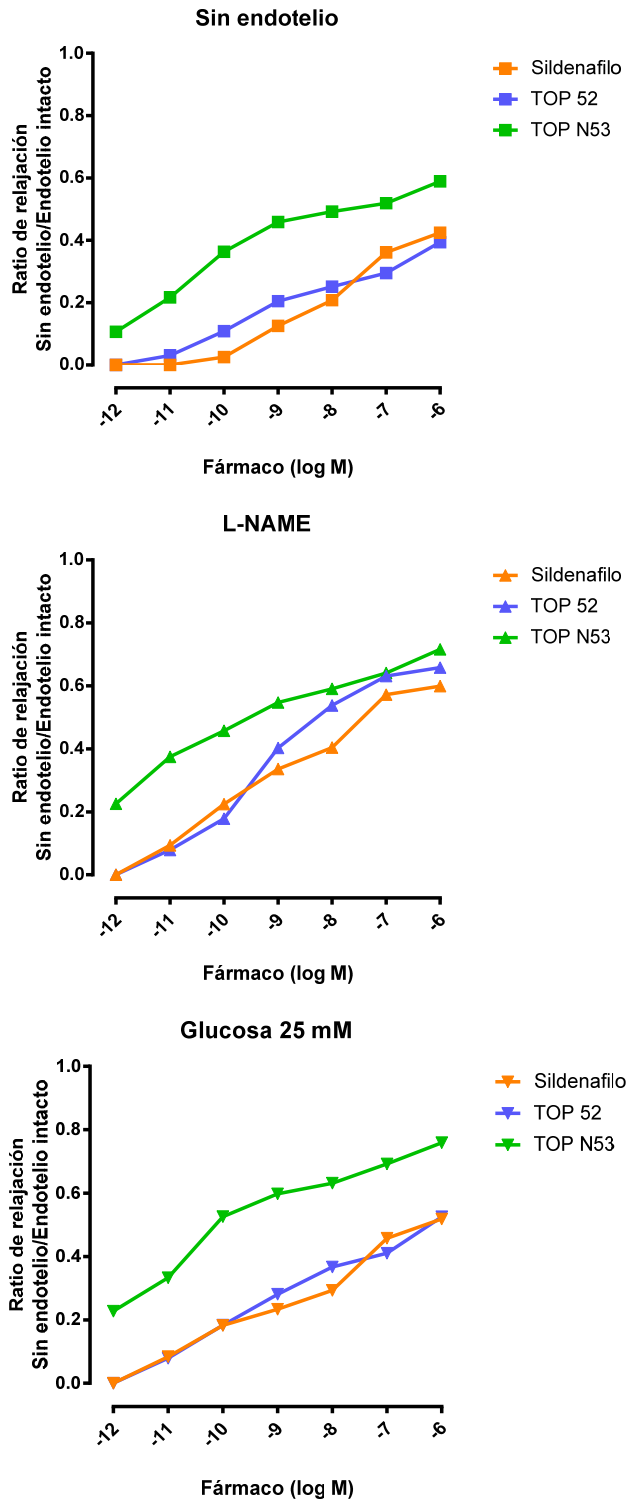 Sin endotelio
Ratio de relajación
Sin endotelio/Endotelio intacto
1.0
0.8
0.6
0.4
0.2
0.0
-12
-11
-10
-9
-8
-7
-6
Fármaco (log M)
Sildenafilo
TOP 52
TOP N53
L-NAME
Ratio de relajación
Sin endotelio/Endotelio intacto
1.0
0.8
0.6
0.4
0.2
0.0
-12
-11
-10
-9
-8
-7
-6
Fármaco (log M)
Sildenafilo
TOP 52
TOP N53
Glucosa 25 mM
Ratio de relajación
Sin endotelio/Endotelio intacto
1.0
0.8
0.6
0.4
0.2
0.0
-12
-11
-10
-9
-8
-7
-6
Fármaco (log M)
Sildenafilo
TOP 52
TOP N53